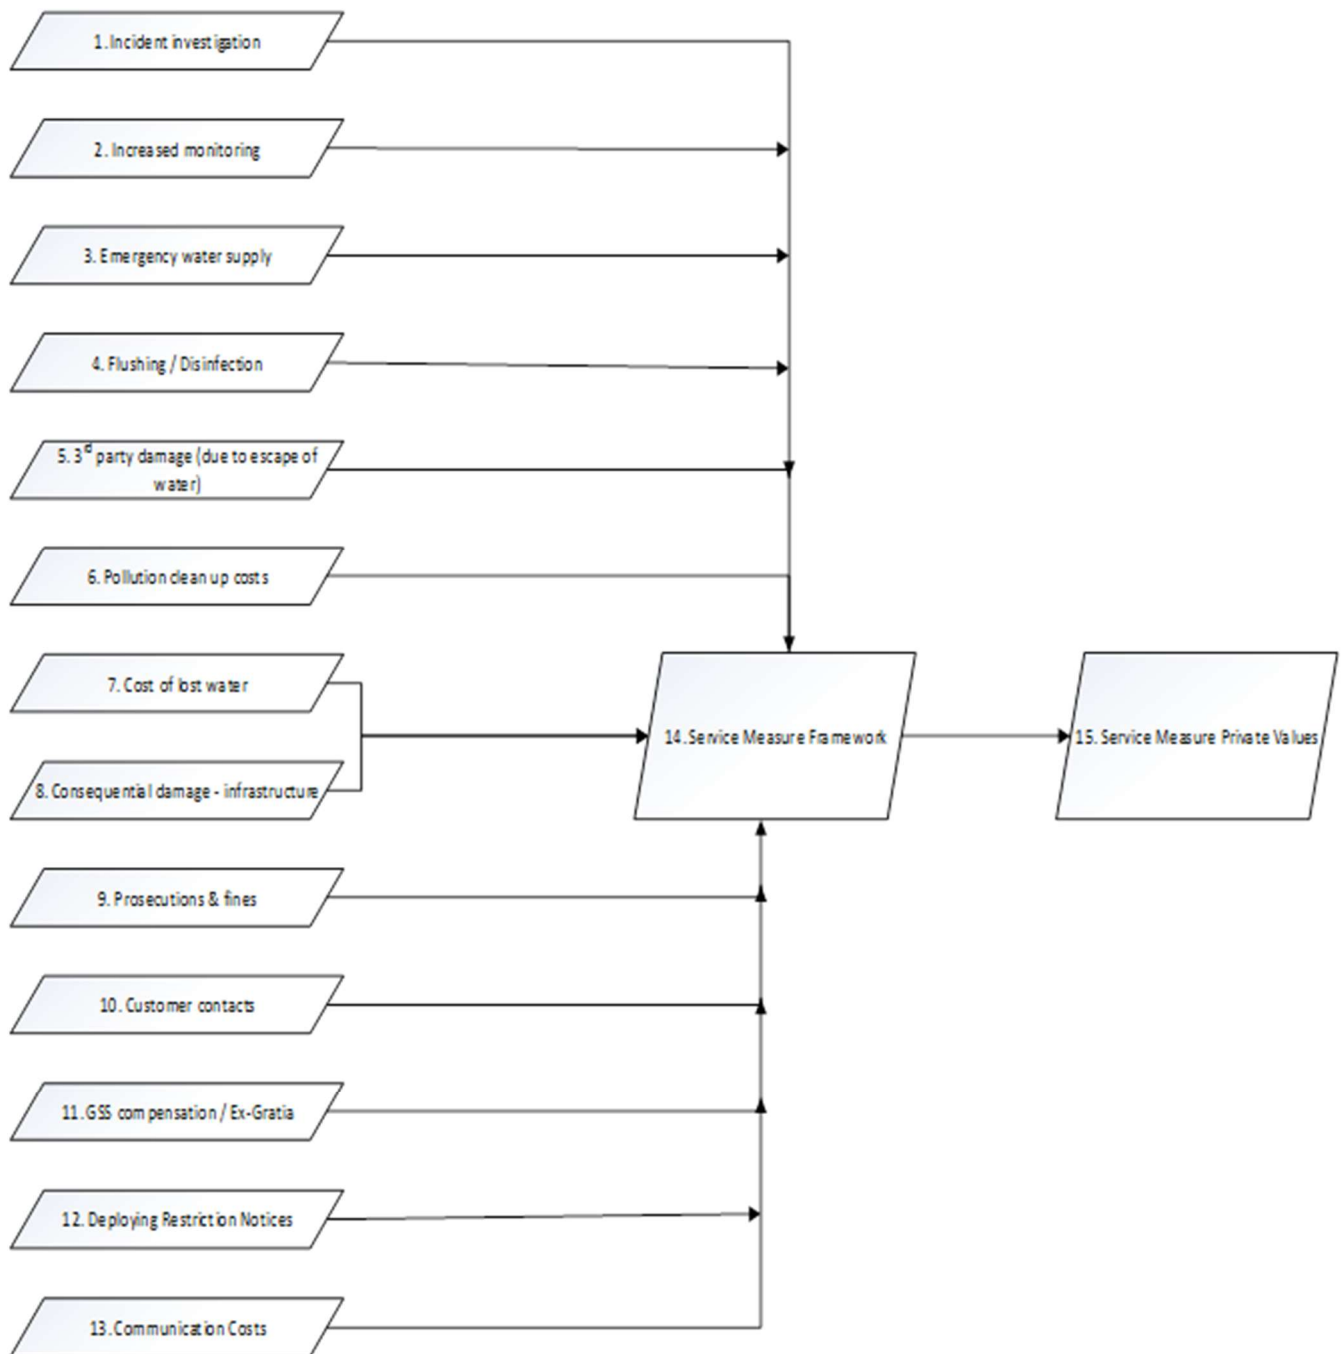 1. Incident investigation
2. Increased monitoring
3. Emergency water supply
4. Flushing / Disinfection
5. 3rd party damage (due to escape of
water)
6. Pollution clean up costs
7. Cost of lost water
14. Service Measure Framework
15. Service Measure Private Values
8. Consequential damage - infrastructure
9. Prosecutions & fines
10. Customer contacts
11. GSS compensation / Ex-Gratia
12. Deploying Restriction Notices
13. Communication Costs